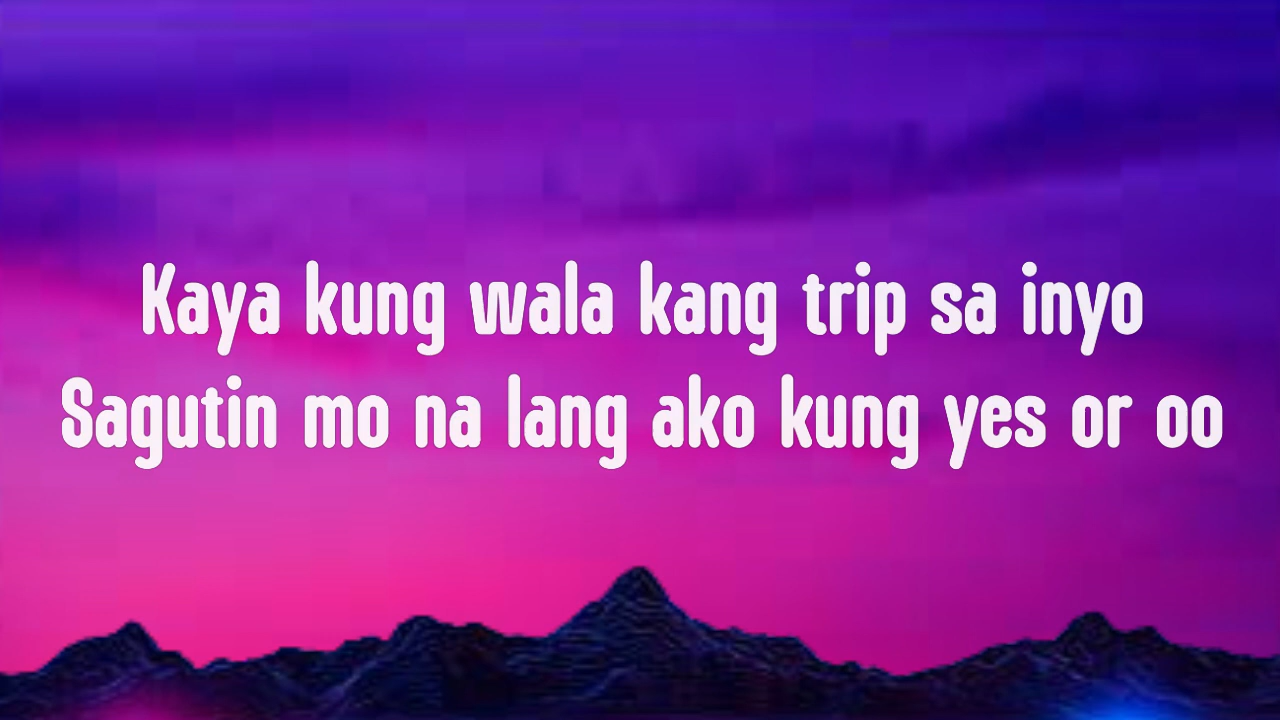 Kaya kung wala kang trip sa inyo
Sagutin mo na lang ako kung yes or oo